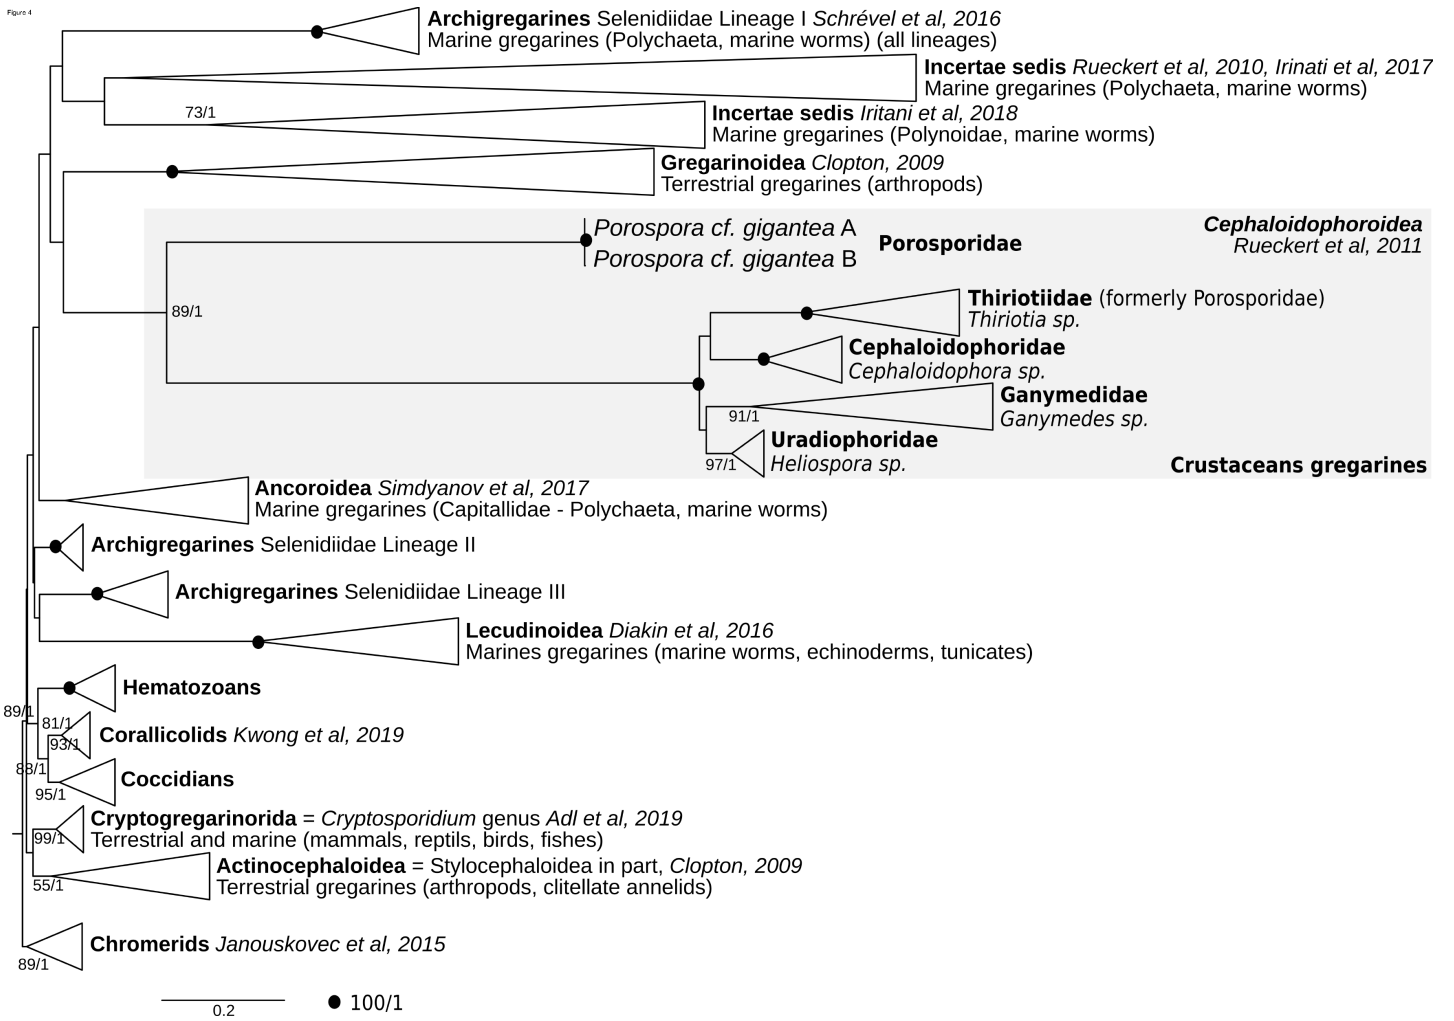 Figure 4
Archigregarines Selenidiidae Lineage I Schrével et al, 2016
Marine gregarines (Polychaeta, marine worms) (all lineages)
Incertae sedis Rueckert et al, 2010, Irinati et al, 2017
Marine gregarines (Polychaeta, marine worms)
73/1
Incertae sedis Iritani et al, 2018
Marine gregarines (Polynoidae, marine worms)
Gregarinoidea Clopton, 2009
Terrestrial gregarines (arthropods)
Cephaloidophoroidea
Rueckert et al, 2011
Porospora cf. gigantea A
Porosporidae
Porospora cf. gigantea B
89/1
Thiriotiidae (formerly Porosporidae)
Thiriotia sp.
Cephaloidophoridae
Cephaloidophora sp.
Ganymedidae
91/1
Ganymedes sp.
Uradiophoridae
97/1
Heliospora sp.
Crustaceans gregarines
Ancoroidea Simdyanov et al, 2017
Marine gregarines (Capitallidae - Polychaeta, marine worms)
Archigregarines Selenidiidae Lineage II
Archigregarines Selenidiidae Lineage III
Lecudinoidea Diakin et al, 2016
Marines gregarines (marine worms, echinoderms, tunicates)
Hematozoans
89/1
81/1
Corallicolids Kwong et al, 2019
93/1
88/1
Coccidians
95/1
Cryptogregarinorida = Cryptosporidium genus Adl et al, 2019
99/1
Terrestrial and marine (mammals, reptils, birds, fishes)
Actinocephaloidea = Stylocephaloidea in part, Clopton, 2009
55/1
Terrestrial gregarines (arthropods, clitellate annelids)
Chromerids Janouskovec et al, 2015
89/1
0.2
100/1